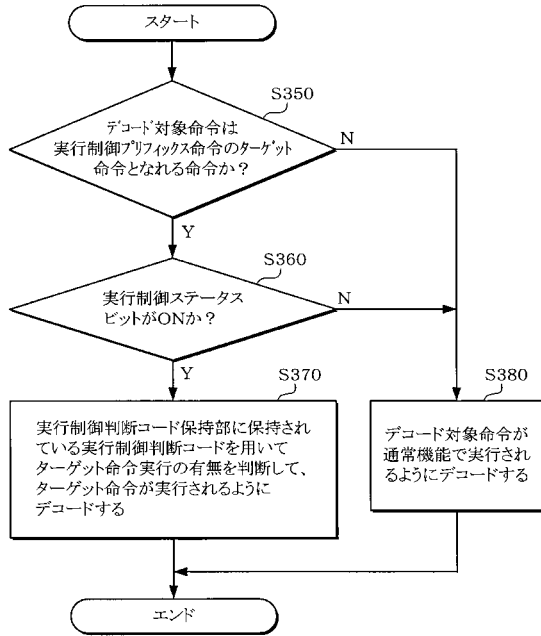 スタート
S350
デコード対象命令は
実行制御プリフィックス命令のターゲット
命令となれる命令か?
N
Y
S360
実行制御ステータス
ビットがONか?
N
Y
S370
実行制御判断コード保持部に保持され
ている実行制御判断コードを用いて
ターゲット命令実行の有無を判断して、
ターゲット命令が実行されるように
デコードする
S380
デコード対象命令が
通常機能で実行され
るようにデコードする
エンド